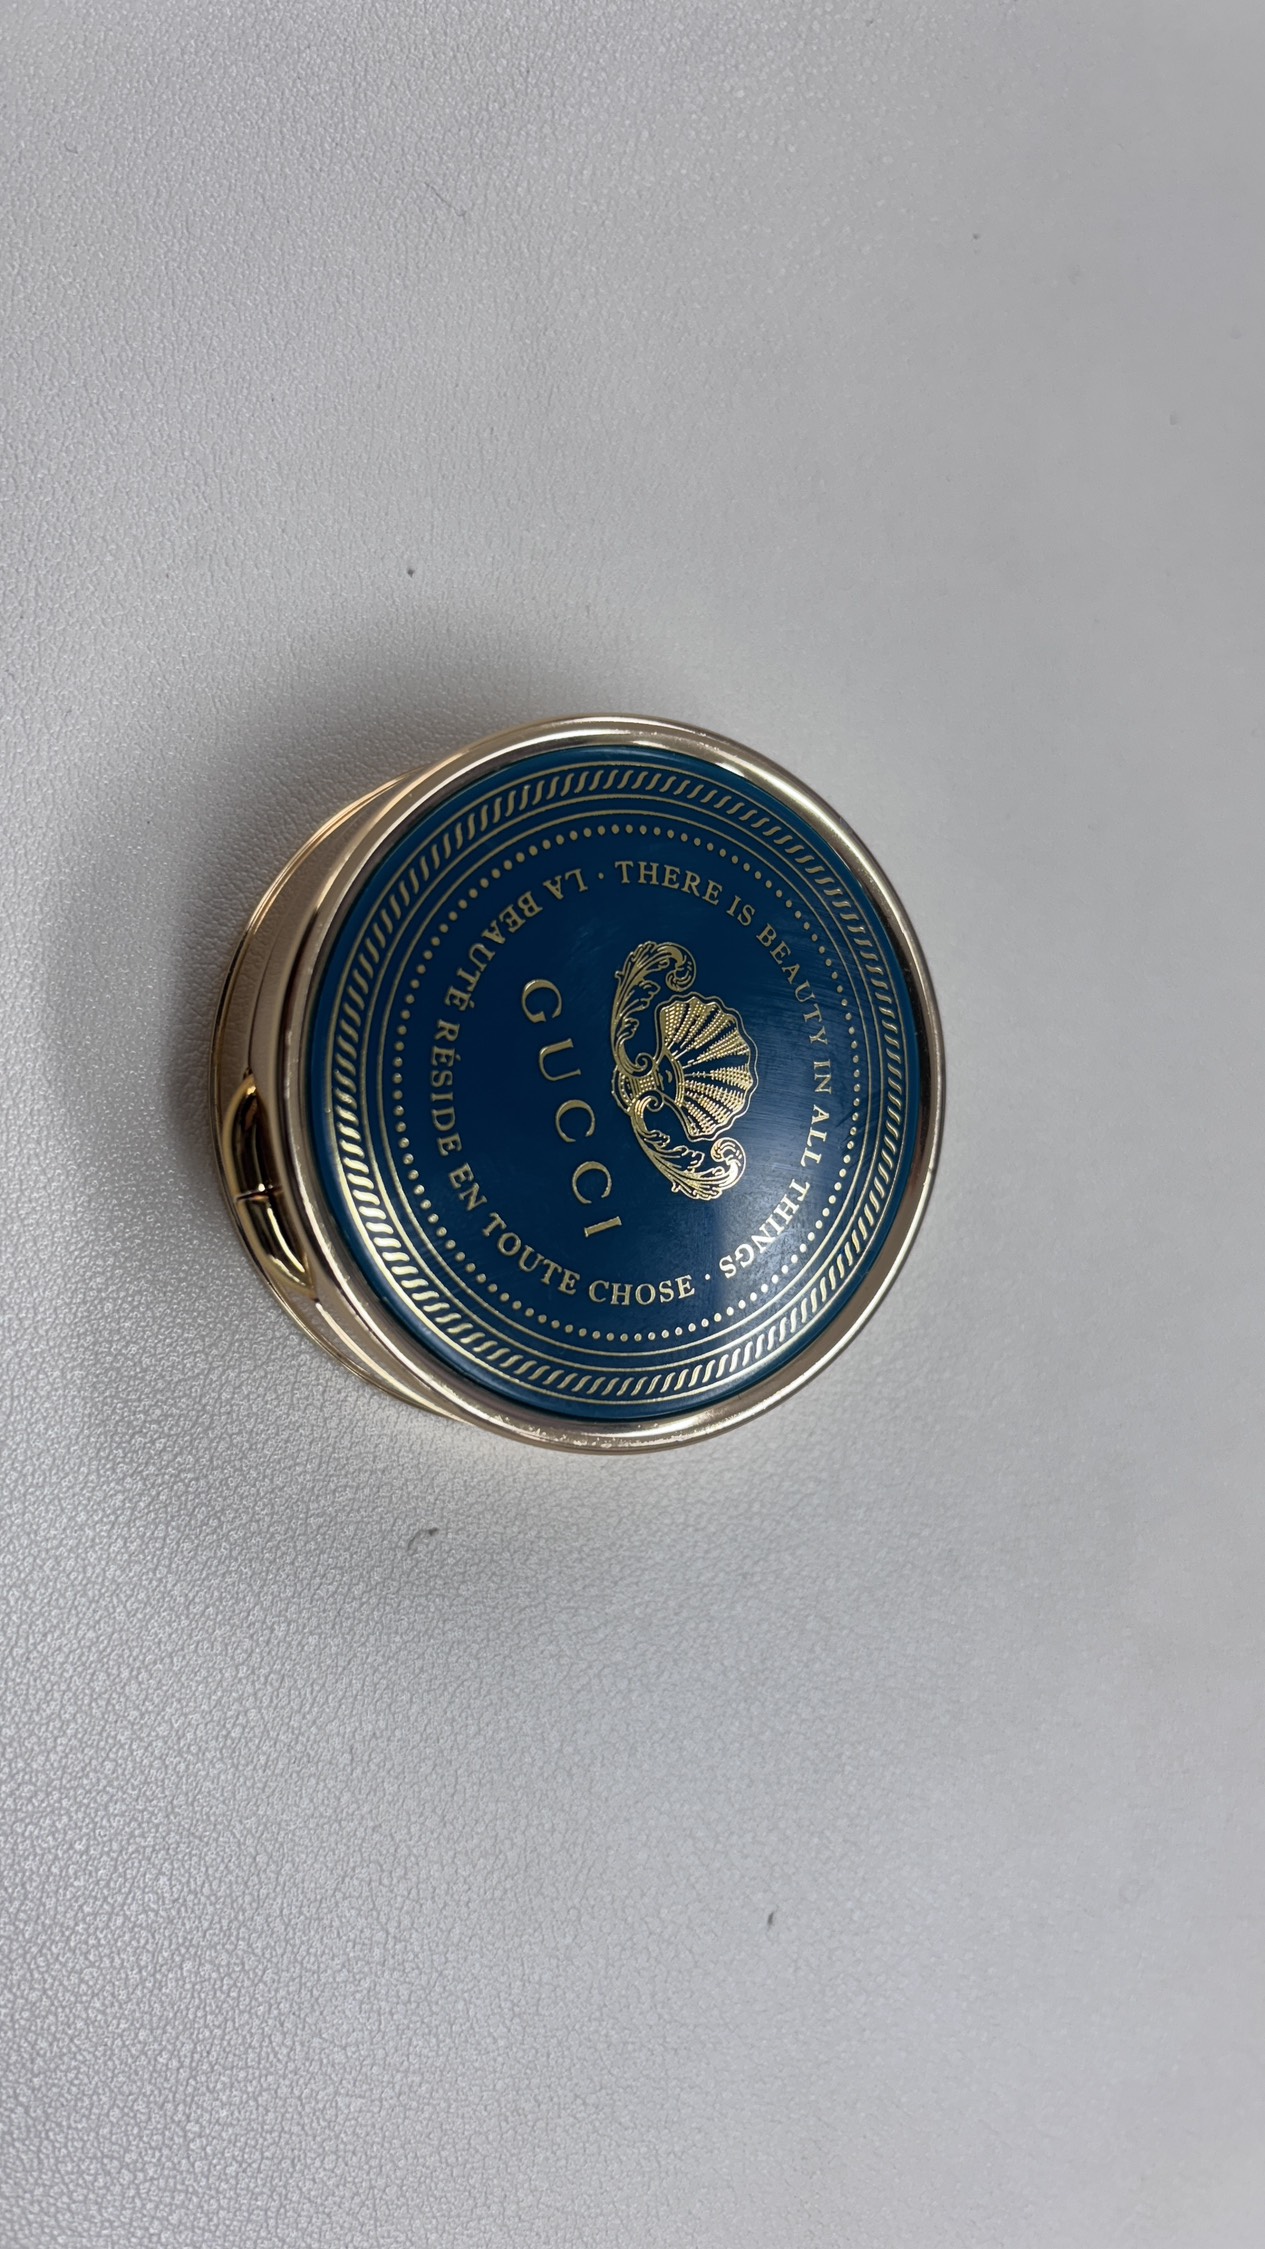 THERE IS BEAUTY IN ALL THINGS ·
LA BEAUTÉ RÉSIDE EN TOUTE CHOSE ·
GUCCI